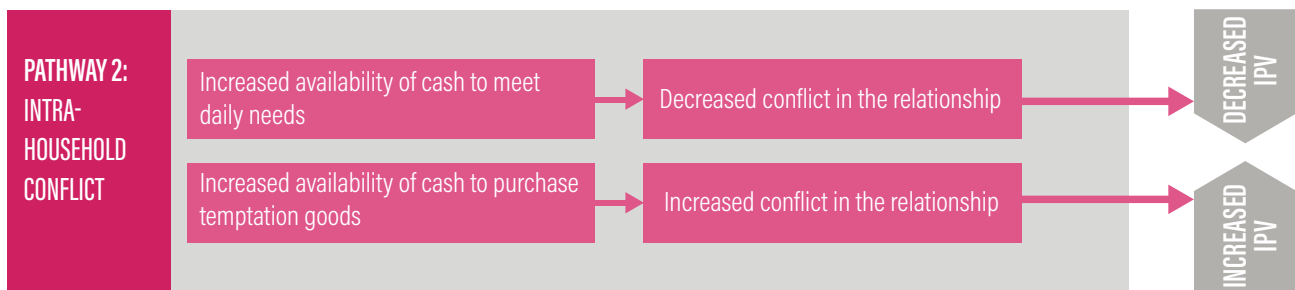 PATHWAY 2:
INTRA-
HOUSEHOLD
CONFLICT
Increased availability of cash to meet
daily needs
Decreased conflict in the relationship
DECREASED
IPV
Increased availability of cash to purchase
temptation goods
Increased conflict in the relationship
INCREASED
IPV